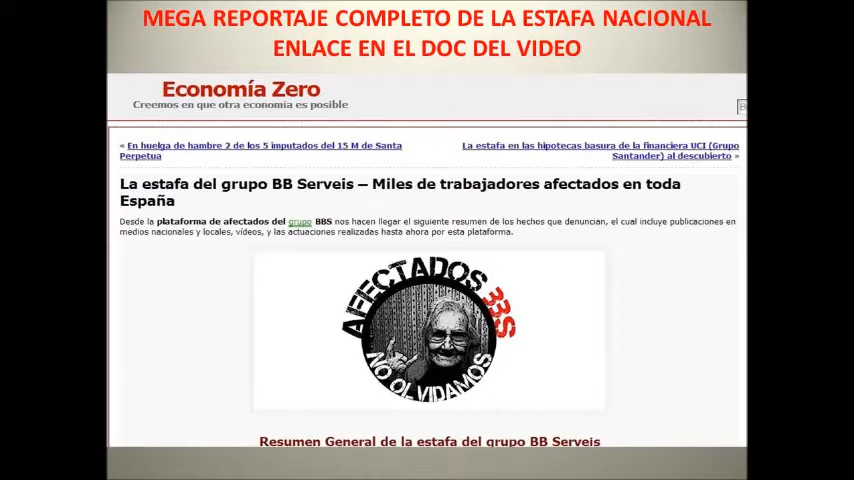 MEGA REPORTAJE COMPLETO DE LA ESTAFA NACIONAL
ENLACE EN EL DOC DEL VIDEO
Economía Zero
Creemos en que otra economía es posible
« En huelga de hambre 2 de los 5 imputados del 15 M de Santa
Perpetua
La estafa en las hipotecas basura de la financiera UCI (Grupo
Santander) al descubierto »
La estafa del grupo BB Serveis – Miles de trabajadores afectados en toda
España
Desde la plataforma de afectados del grupo BBS nos hacen llegar el siguiente resumen de los hechos que denuncian, el cual incluye publicaciones en
medios nacionales y locales, vídeos, y las actuaciones realizadas hasta ahora por esta plataforma.
AFECTADOS BBS
NO OLVIDAMOS
Resumen General de la estafa del grupo BB Serveis